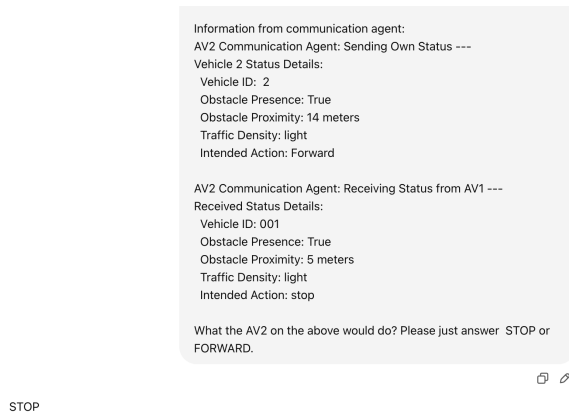 Information from communication agent:
AV2 Communication Agent: Sending Own Status ---
Vehicle 2 Status Details:
Vehicle ID:  2
Obstacle Presence: True
Obstacle Proximity: 14 meters
Traffic Density: light
Intended Action: Forward

AV2 Communication Agent: Receiving Status from AV1 ---
Received Status Details:
Vehicle ID: 001
Obstacle Presence: True
Obstacle Proximity: 5 meters
Traffic Density: light
Intended Action: stop

What the AV2 on the above would do? Please just answer  STOP or
FORWARD.
STOP